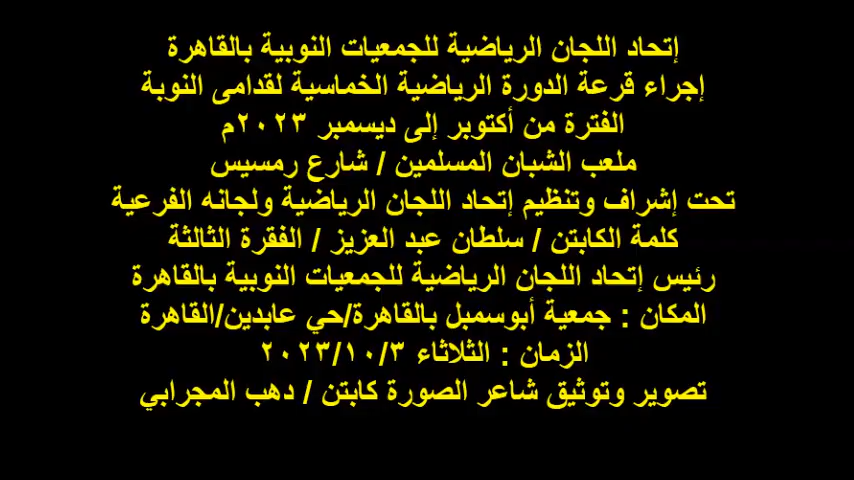 إتحاد اللجان الرياضية للجمعيات النوبية بالقاهرة
إجراء قرعة الدورة الرياضية الخماسية لقدامى النوبة
الفترة من أكتوبر إلى ديسمبر ٢٠٢٣م
ملعب الشبان المسلمين / شارع رمسيس
تحت إشراف وتنظيم إتحاد اللجان الرياضية ولجانه الفرعية
كلمة الكابتن / سلطان عبد العزيز / الفقرة الثالثة
رئيس إتحاد اللجان الرياضية للجمعيات النوبية بالقاهرة
المكان : جمعية أبوسمبل بالقاهرة/حي عابدين/القاهرة
الزمان : الثلاثاء ٢٠٢٣/١٠/٣
تصوير وتوثيق شاعر الصورة كابتن / دهب المجرابي